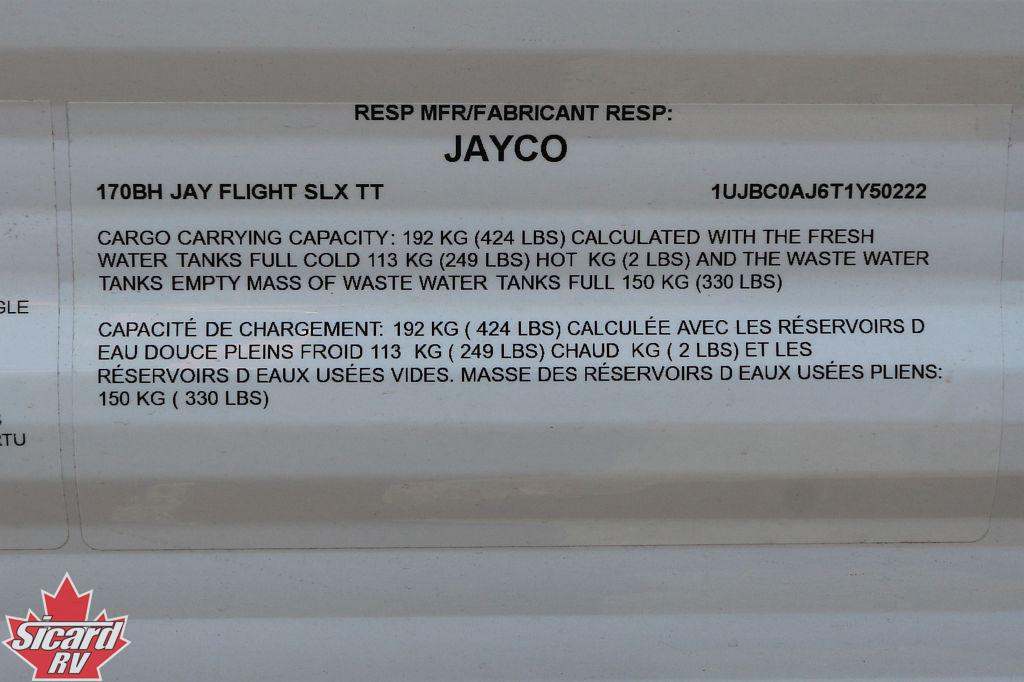 RESP MFR/FABRICANT RESP:
JAYCO
170BH JAY FLIGHT SLX TT 1UJBC0AJ6T1Y50222
CARGO CARRYING CAPACITY: 192 KG (424 LBS) CALCULATED WITH THE FRESH
WATER TANKS FULL COLD 113 KG (249 LBS) HOT KG (2 LBS) AND THE WASTE WATER
TANKS EMPTY MASS OF WASTE WATER TANKS FULL 150 KG (330 LBS)
CAPACITÉ DE CHARGEMENT: 192 KG ( 424 LBS) CALCULÉE AVEC LES RÉSERVOIRS D
EAU DOUCE PLEINS FROID 113 KG ( 249 LBS) CHAUD KG ( 2 LBS) ET LES
RÉSERVOIRS D EAUX USÉES VIDES. MASSE DES RÉSERVOIRS D EAUX USÉES PLIENS:
150 KG ( 330 LBS)
GLE
RTU
Sicard
RV